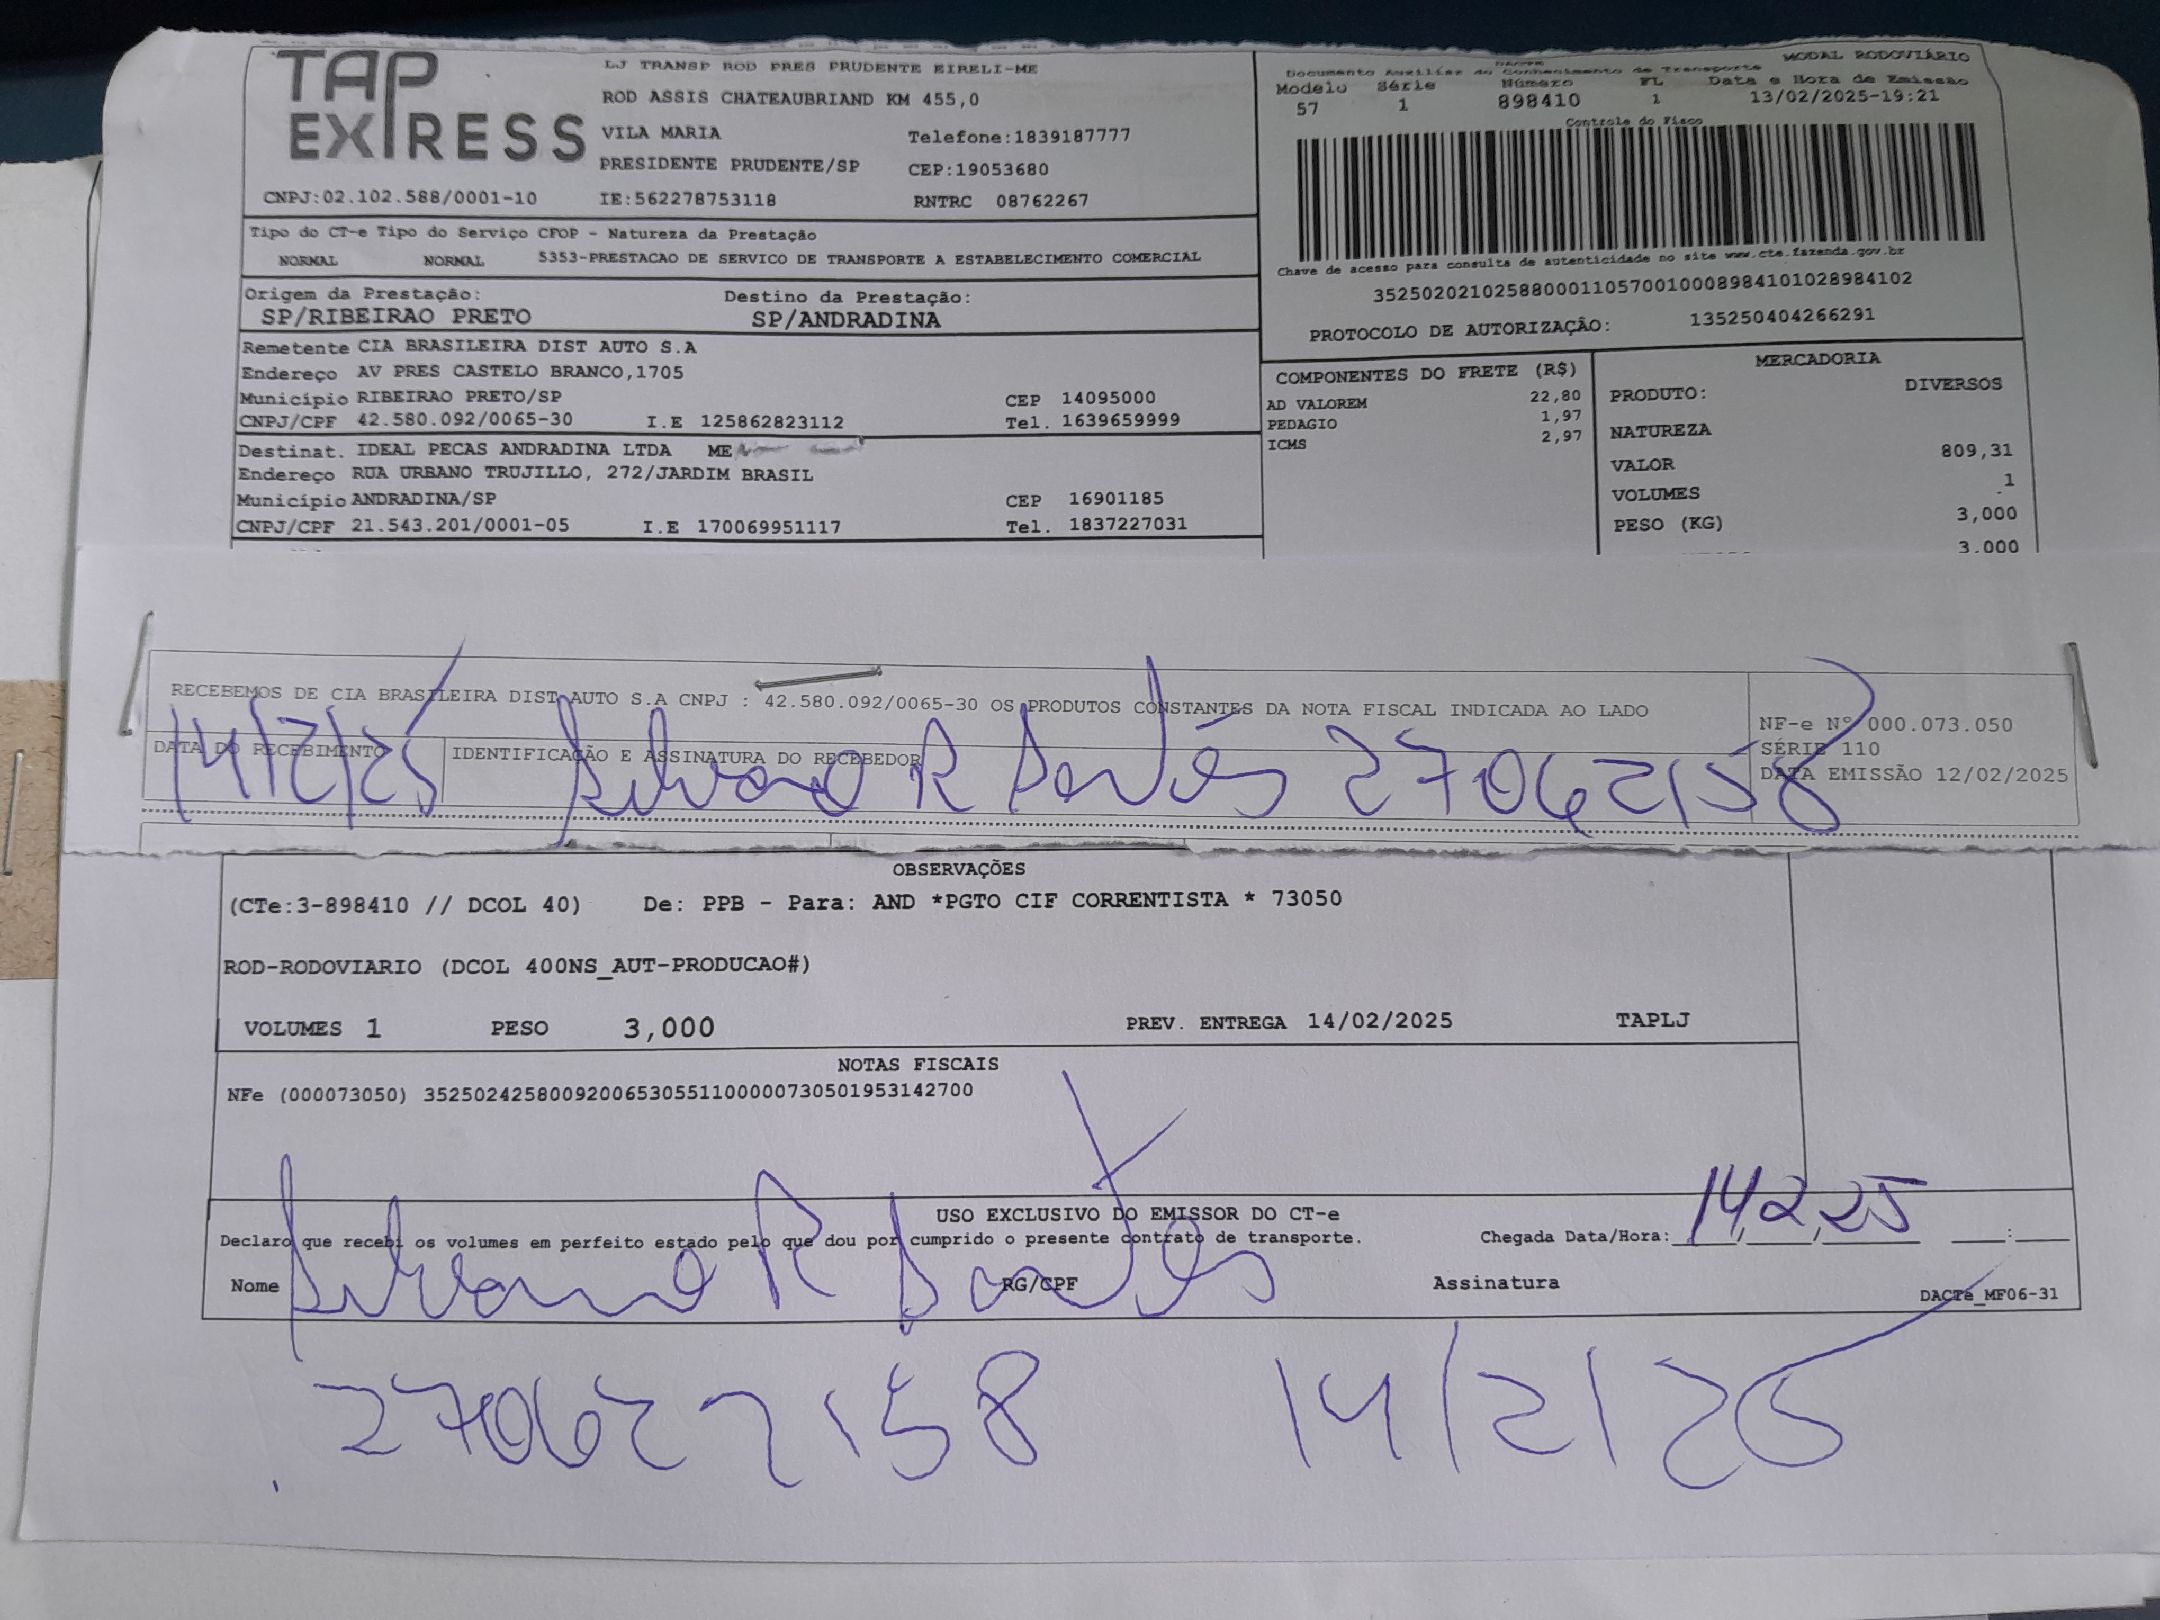 TAP EXPRESS
LJ TRANSP ROD PRES PRUDENTE EIRELI-ME
ROD ASSIS CHATEAUBRIAND KM 455,0
VILA MARIA Telefone:1839187777
PRESIDENTE PRUDENTE/SP CEP:19053680
CNPJ:02.102.588/0001-10 IE:562278753118 RNTRC 08762267
Tipo do CT-e Tipo do Serviço CFOP - Natureza da Prestação
NORMAL NORMAL 5353-PRESTACAO DE SERVICO DE TRANSPORTE A ESTABELECIMENTO COMERCIAL
Origem da Prestação: Destino da Prestação:
SP/RIBEIRAO PRETO SP/ANDRADINA
Remetente CIA BRASILEIRA DIST AUTO S.A
Endereço AV PRES CASTELO BRANCO,1705
Município RIBEIRAO PRETO/SP CEP 14095000
CNPJ/CPF 42.580.092/0065-30 I.E 125862823112 Tel. 1639659999
Destinat. IDEAL PECAS ANDRADINA LTDA ME
Endereço RUA URBANO TRUJILLO, 272/JARDIM BRASIL
Município ANDRADINA/SP CEP 16901185
CNPJ/CPF 21.543.201/0001-05 I.E 170069951117 Tel. 1837227031
MODAL RODOVIÁRIO
Documento Auxiliar do Conhecimento de Transporte
Modelo Série Número FL Data e Hora de Emissão
57 1 898410 1 13/02/2025-19:21
Controle do Fisco
Chave de acesso para consulta de autenticidade no site www.cte.fazenda.gov.br
35250202102588000110570010008984101028984102
PROTOCOLO DE AUTORIZAÇÃO: 135250404266291
COMPONENTES DO FRETE (R$)
AD VALOREM 22,80
PEDAGIO 1,97
ICMS 2,97
MERCADORIA
PRODUTO: DIVERSOS
NATUREZA
VALOR 809,31
VOLUMES 1
PESO (KG) 3,000
3.000
RECEBEMOS DE CIA BRASILEIRA DIST AUTO S.A CNPJ : 42.580.092/0065-30 OS PRODUTOS CONSTANTES DA NOTA FISCAL INDICADA AO LADO
DATA DO RECEBIMENTO IDENTIFICAÇÃO E ASSINATURA DO RECEBEDOR
14/2/25 Silvano R Santos 27062158
NF-e Nº 000.073.050
SÉRIE 110
DATA EMISSÃO 12/02/2025
OBSERVAÇÕES
(CTe:3-898410 // DCOL 40) De: PPB - Para: AND *PGTO CIF CORRENTISTA * 73050
ROD-RODOVIARIO (DCOL 400NS_AUT-PRODUCAO#)
VOLUMES 1 PESO 3,000 PREV. ENTREGA 14/02/2025 TAPLJ
NOTAS FISCAIS
NFe (000073050) 35250242580092006530551100000730501953142700
USO EXCLUSIVO DO EMISSOR DO CT-e
Declaro que recebi os volumes em perfeito estado pelo que dou por cumprido o presente contrato de transporte. Chegada Data/Hora: 14/2/25 :
Nome Silvano R Santos RG/CPF Assinatura
DACTe_MF06-31
14/2/25